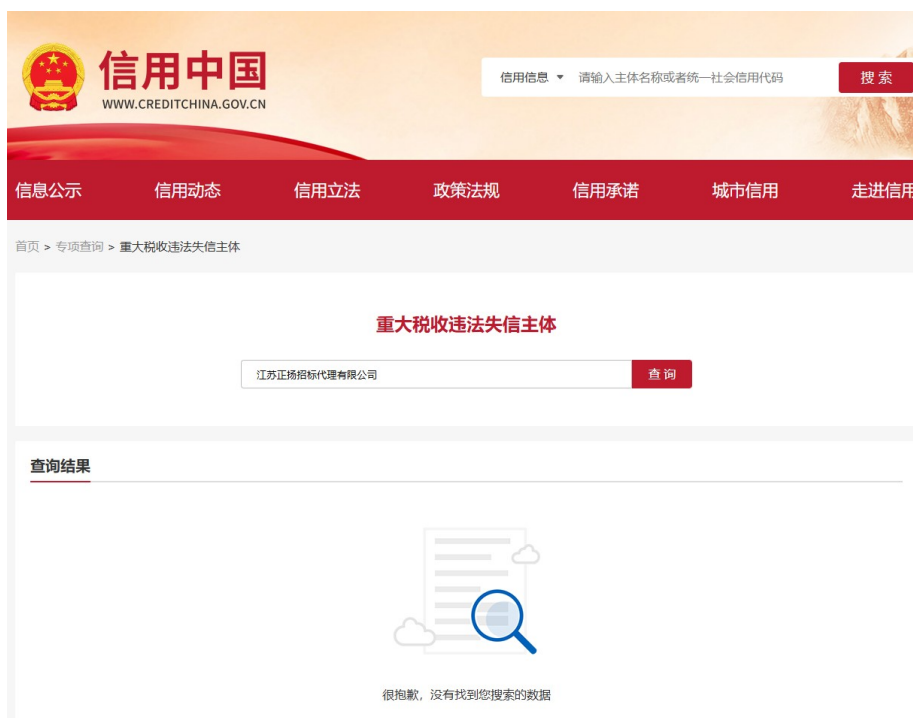 信用中国
WWW.CREDITCHINA.GOV.CN
信用信息 请输入主体名称或者统一社会信用代码 搜索
信息公示 信用动态 信用立法 政策法规 信用承诺 城市信用 走进信用
首页 > 专项查询 > 重大税收违法失信主体
重大税收违法失信主体
江苏正扬招标代理有限公司 查询
查询结果
很抱歉，没有找到您搜索的数据